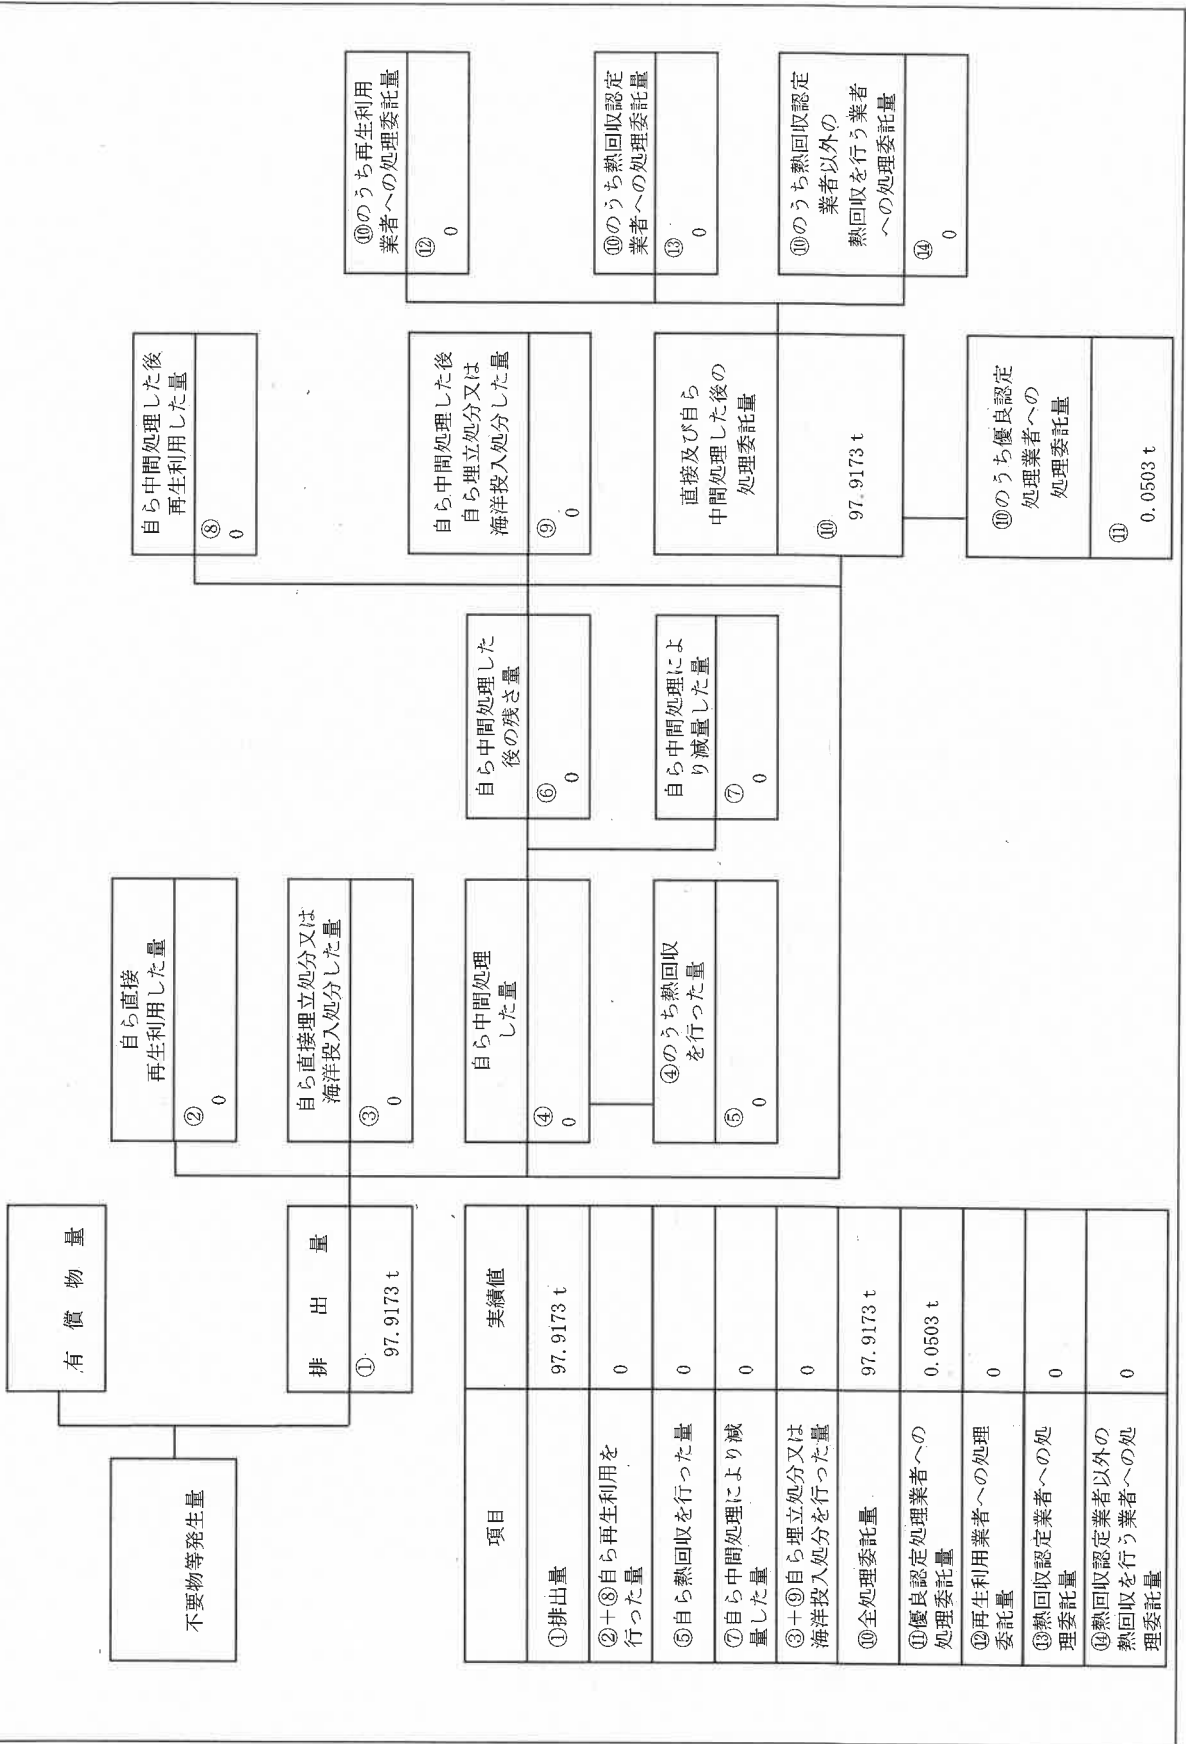 有償物量
不要物等発生量
排出量
①
97.9173 t
自ら直接
再生利用した量
②
0
自ら直接埋立処分又は
海洋投入処分した量
③
0
自ら中間処理
した量
④
0
④のうち熱回収
を行った量
⑤
0
自ら中間処理した
後の残さ量
⑥
0
自ら中間処理によ
り減量した量
⑦
0
自ら中間処理した後
再生利用した量
⑧
0
自ら中間処理した後
自ら埋立処分又は
海洋投入処分した量
⑨
0
直接及び自ら
中間処理した後の
処理委託量
⑩
97.9173 t
⑩のうち優良認定
処理業者への
処理委託量
⑪
0.0503 t
⑩のうち再生利用
業者への処理委託量
⑫
0
⑩のうち熱回収認定
業者への処理委託量
⑬
0
⑩のうち熱回収認定
業者以外の
熱回収を行う業者
への処理委託量
⑭
0
項目
実績値
①排出量
97.9173 t
②+⑧自ら再生利用を
行った量
0
⑤自ら熱回収を行った量
0
⑦自ら中間処理により減
量した量
0
③+⑨自ら埋立処分又は
海洋投入処分を行った量
0
⑩全処理委託量
97.9173 t
⑪優良認定処理業者への
処理委託量
0.0503 t
⑫再生利用業者への処理
委託量
0
⑬熱回収認定業者への処
理委託量
0
⑭熱回収認定業者以外の
熱回収を行う業者への処
理委託量
0